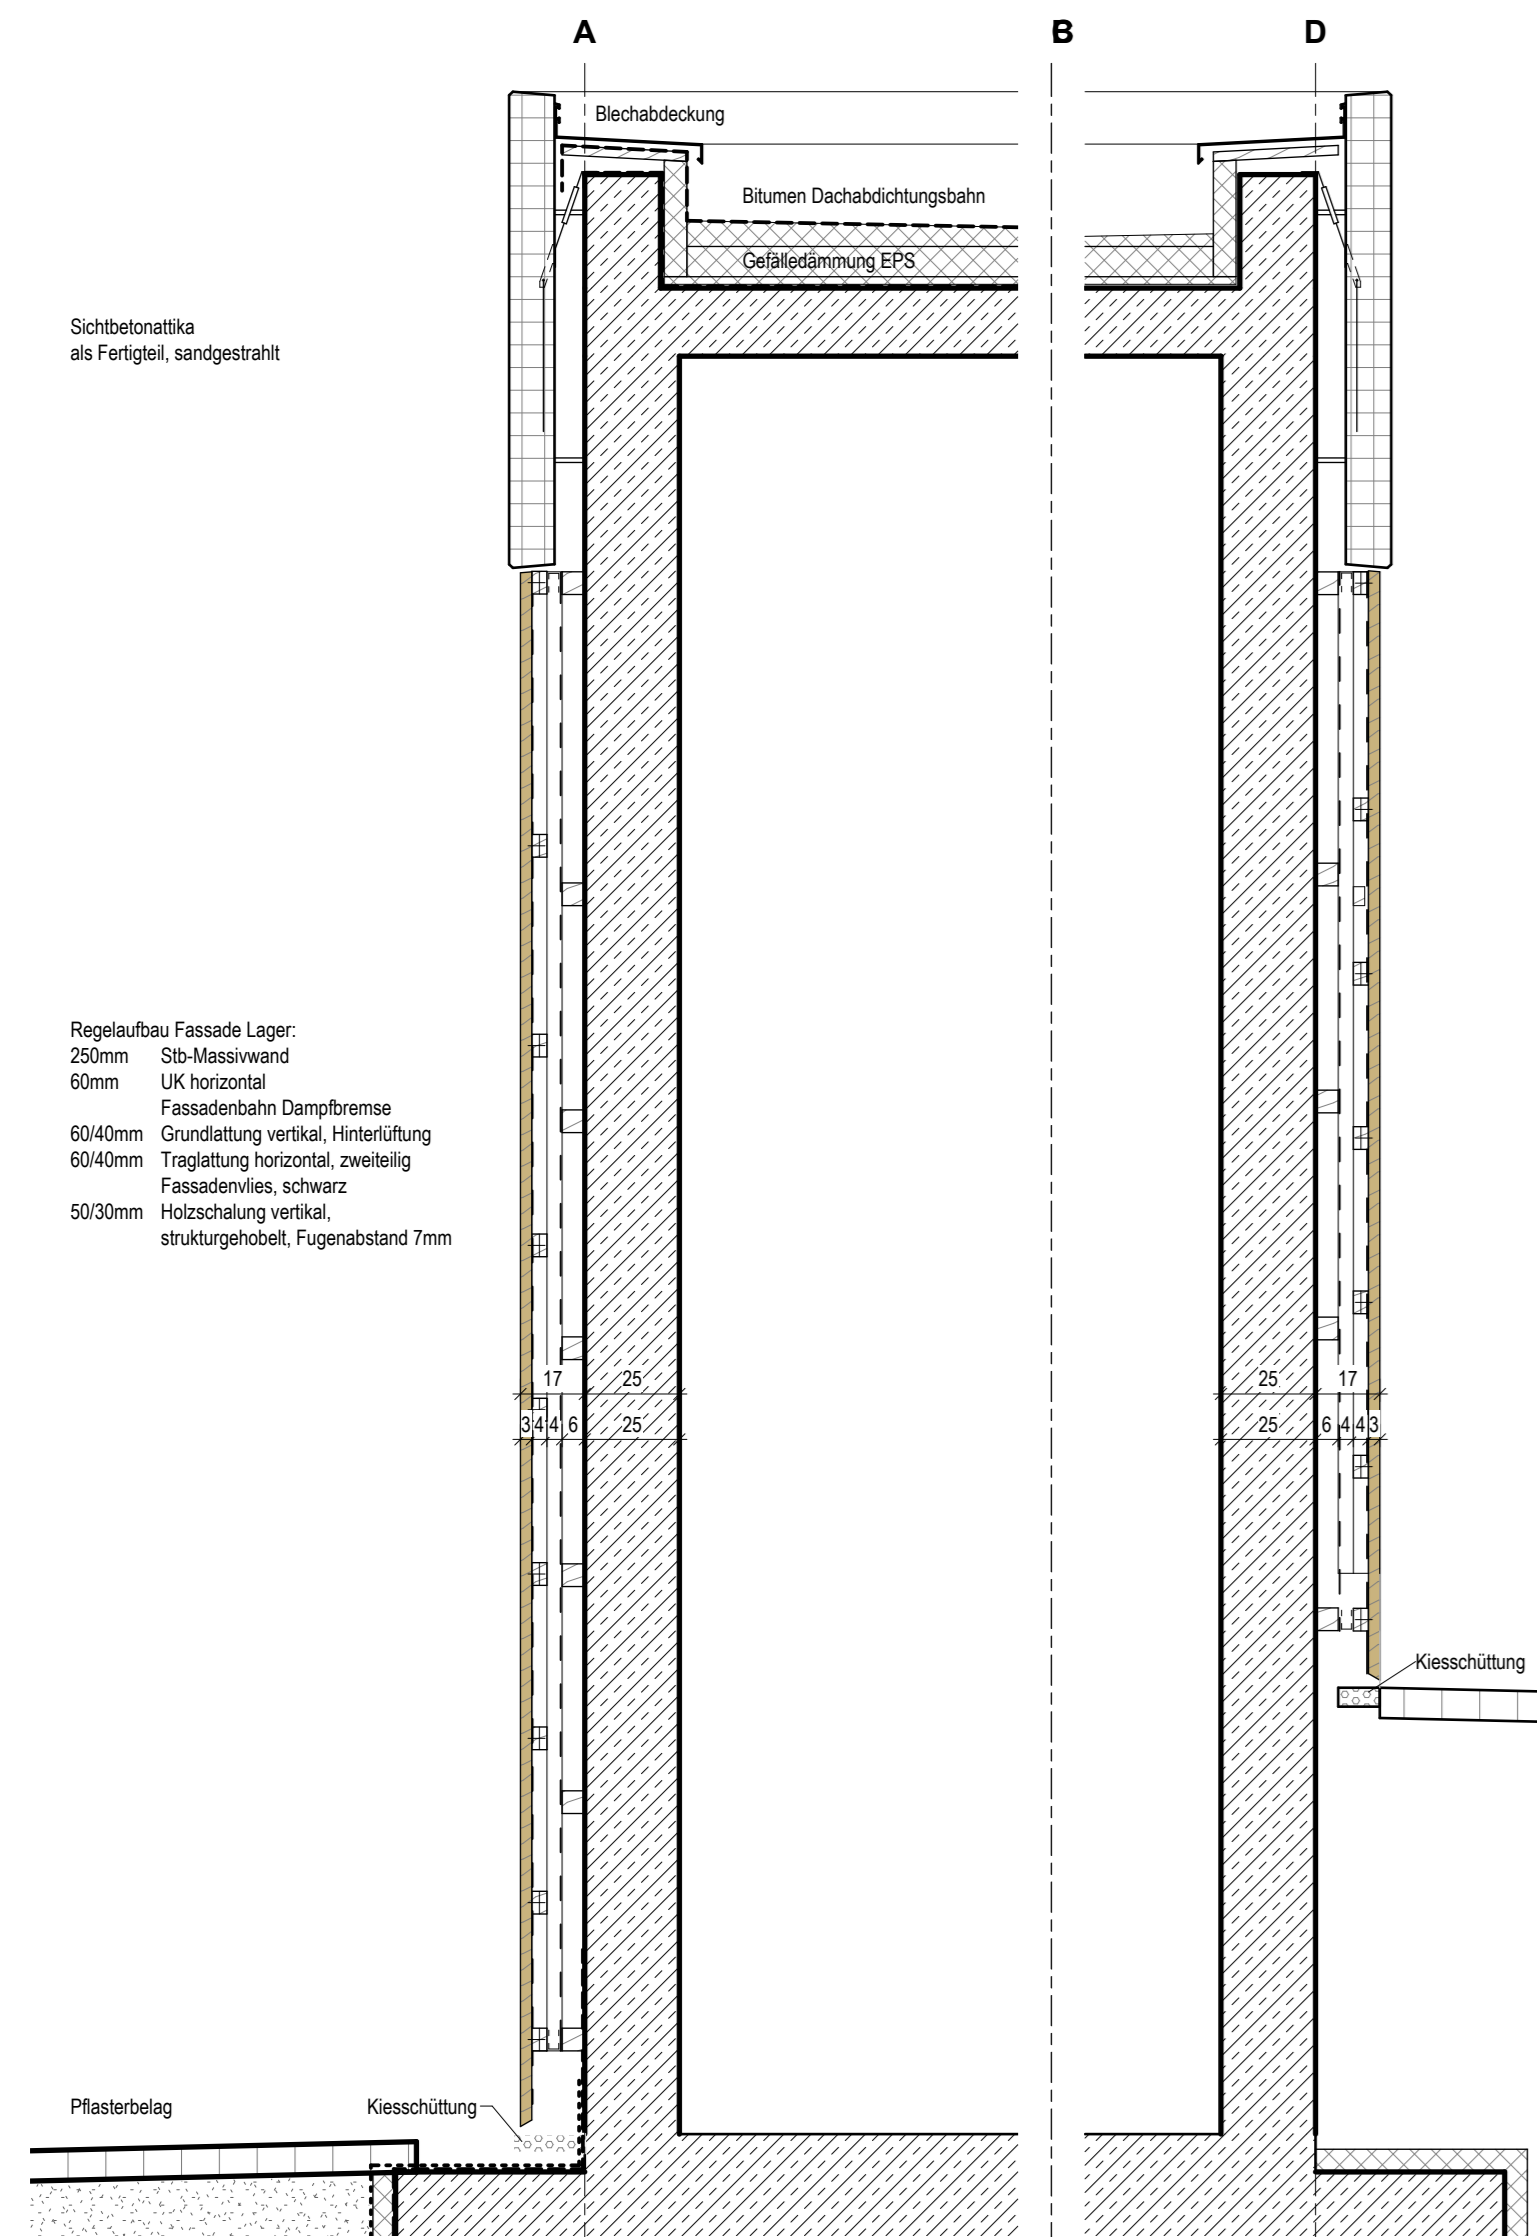 A B D
Blechabdeckung
Bitumen Dachabdichtungsbahn
Gefälledämmung EPS
Sichtbetonattika
als Fertigteil, sandgestrahlt
Regelaufbau Fassade Lager:
250mm Stb-Massivwand
60mm UK horizontal
Fassadenbahn Dampfbremse
60/40mm Grundlattung vertikal, Hinterlüftung
60/40mm Traglattung horizontal, zweiteilig
Fassadenvlies, schwarz
50/30mm Holzschalung vertikal,
strukturgehobelt, Fugenabstand 7mm
17 25 25 17
3 4 4 6 25 25 6 4 4 3
Kiesschüttung
Pflasterbelag Kiesschüttung